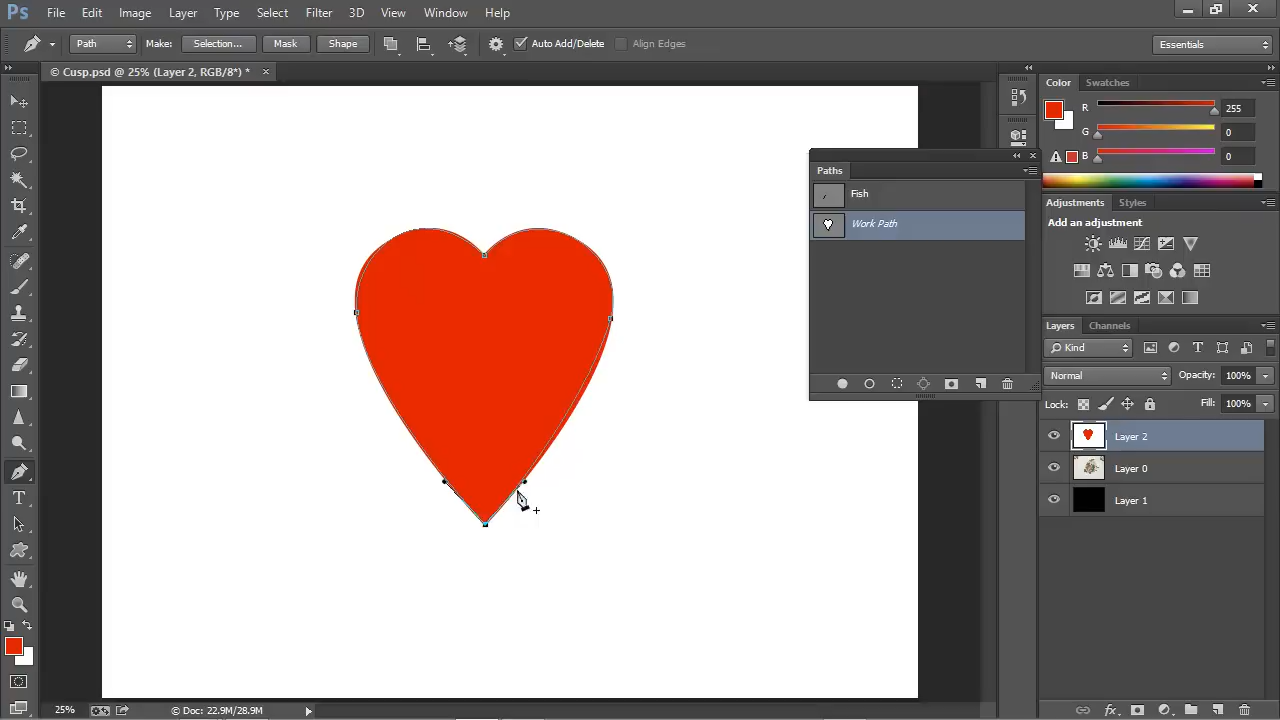 Ps File Edit Image Layer Type Select Filter 3D View Window Help
Path Make: Selection... Mask Shape Auto Add/Delete Align Edges Essentials
© Cusp.psd @ 25% (Layer 2, RGB/8*) * ×
Color Swatches
R 255
G 0
B 0
Paths
Fish
Work Path
Adjustments Styles
Add an adjustment
Layers Channels
Kind T
Normal Opacity: 100%
Lock: Fill: 100%
Layer 2
Layer 0
Layer 1
T
25% © Doc: 22.9M/28.9M
fx